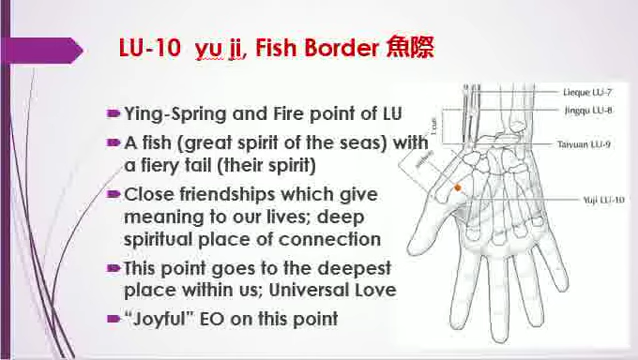 LU-10 yu ji, Fish Border 魚際
Ying-Spring and Fire point of LU
A fish (great spirit of the seas) with
a fiery tail (their spirit)
Close friendships which give
meaning to our lives; deep
spiritual place of connection
This point goes to the deepest
place within us; Universal Love
“Joyful” EO on this point
Lieque LU-7
Jingqu LU-8
1 cun
Taiyuan LU-9
midway
Yuji LU-10